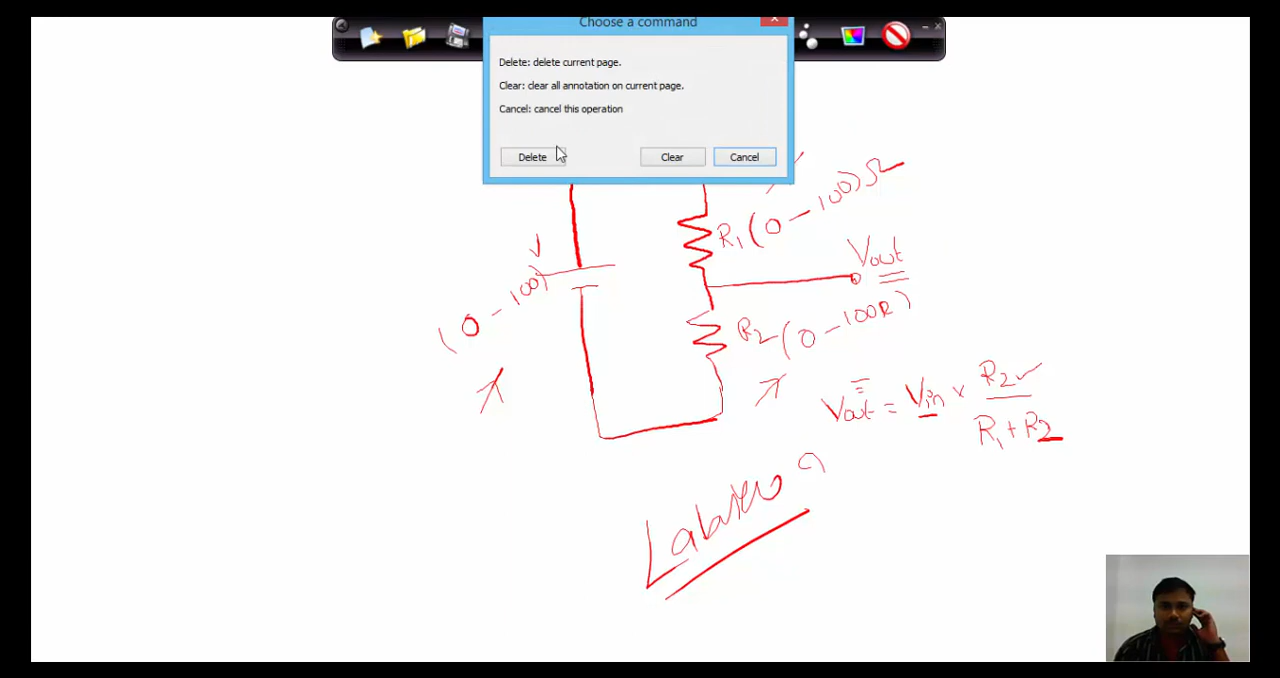 Choose a command
Delete: delete current page.
Clear: clear all annotation on current page.
Cancel: cancel this operation
Delete Clear Cancel
R1 (0 - 100) Ω
Vout
V
(0 - 100)
R2 (0 - 100R)
Vout = Vin × R2
R1 + R2